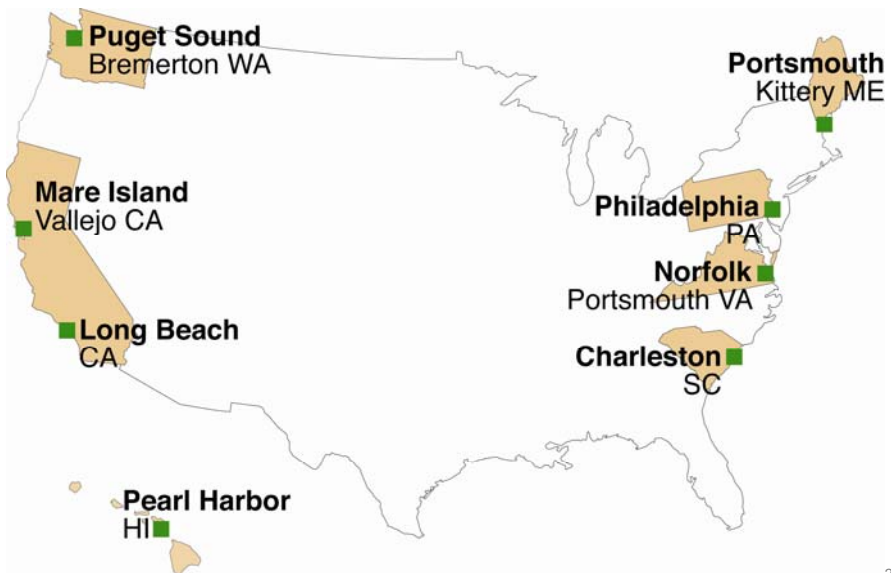 Puget Sound
Bremerton WA
Portsmouth
Kittery ME
Mare Island
Vallejo CA
Philadelphia
PA
Norfolk
Portsmouth VA
Long Beach
CA
Charleston
SC
Pearl Harbor
HI